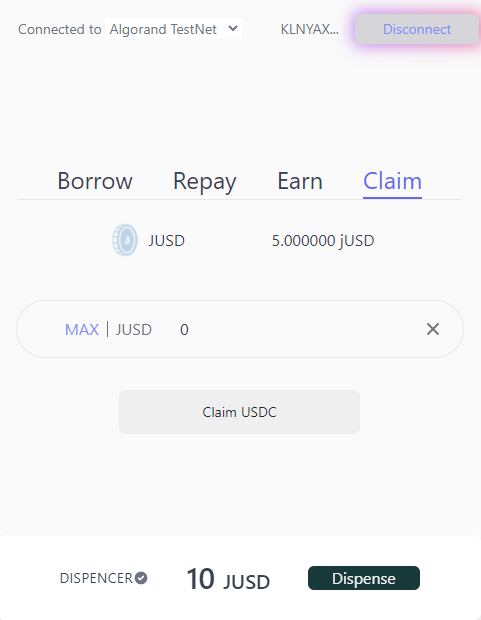 Connected to Algorand TestNet KLNYAX... Disconnect
Borrow Repay Earn Claim
JUSD 5.000000 jUSD
MAX | JUSD 0
Claim USDC
DISPENCER 10 JUSD Dispense